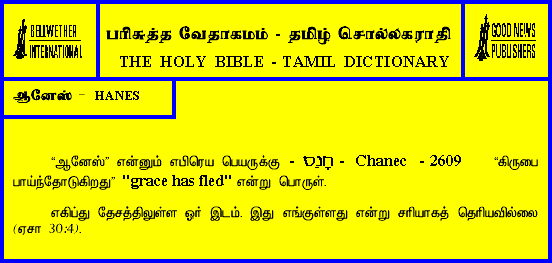 BELLWETHER
INTERNATIONAL
பரிசுத்த வேதாகமம் - தமிழ் சொல்லகராதி
THE HOLY BIBLE - TAMIL DICTIONARY
GOOD NEWS
PUBLISHERS
ஆனேஸ் – HANES
“ஆனேஸ்” என்னும் எபிரெய பெயருக்கு - חָנֵס - Chanec - 2609 “கிருபை
பாய்ந்தோடுகிறது” "grace has fled" என்று பொருள்.
எகிப்து தேசத்திலுள்ள ஓர் இடம். இது எங்குள்ளது என்று சரியாகத் தெரியவில்லை
(ஏசா 30:4).